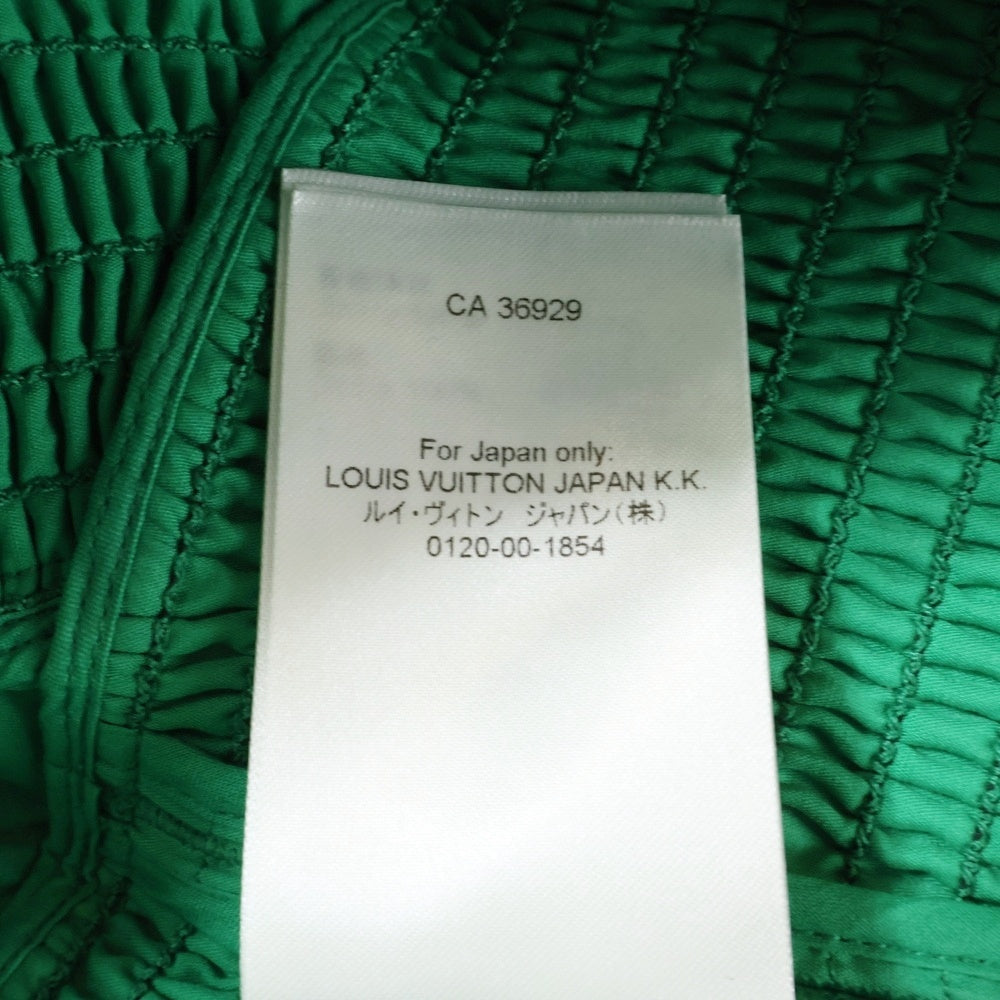 CA 36929
For Japan only:
LOUIS VUITTON JAPAN K.K.
ルイ・ヴィトン ジャパン(株)
0120-00-1854